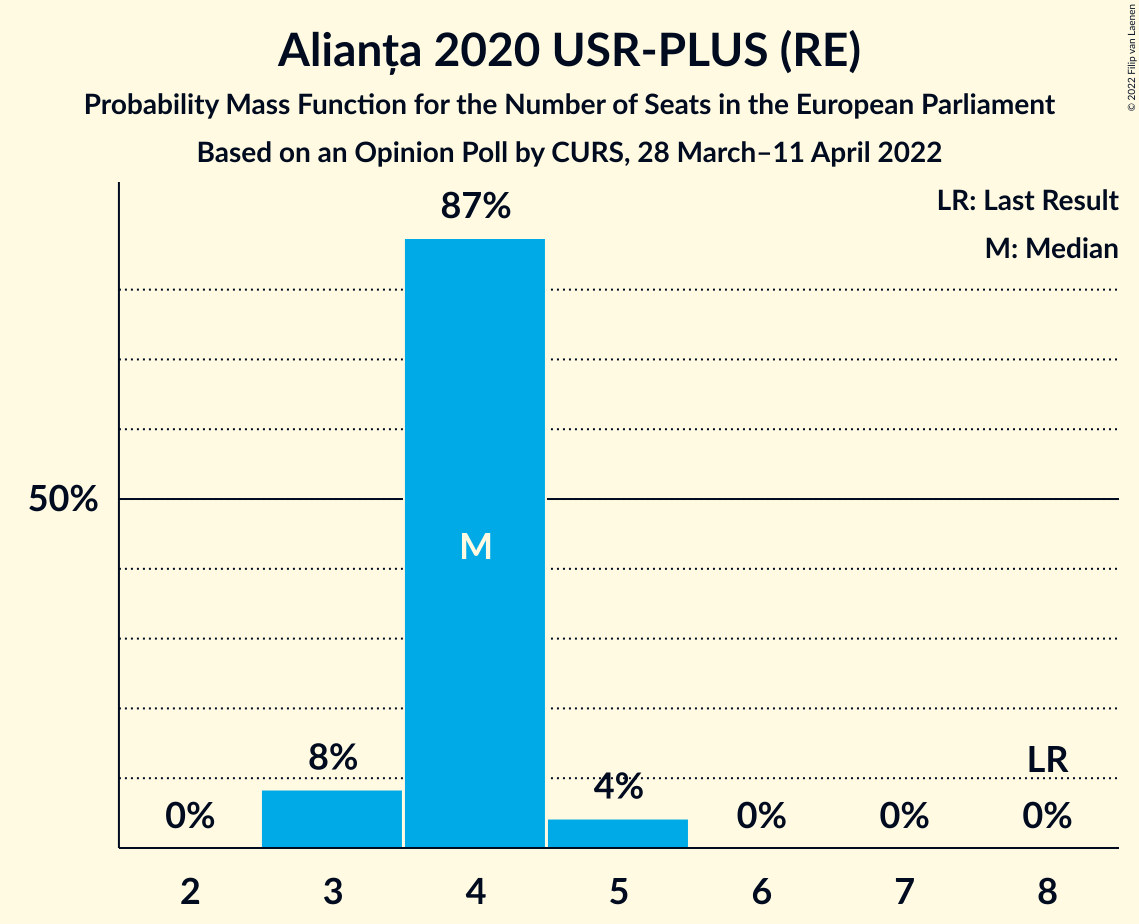 Alianța 2020 USR-PLUS (RE)
Probability Mass Function for the Number of Seats in the European Parliament
Based on an Opinion Poll by CURS, 28 March–11 April 2022
© 2022 Filip van Laenen
LR: Last Result
M: Median
87%
50%
M
8%
4%
LR
0%
0%
0%
0%
2
3
4
5
6
7
8